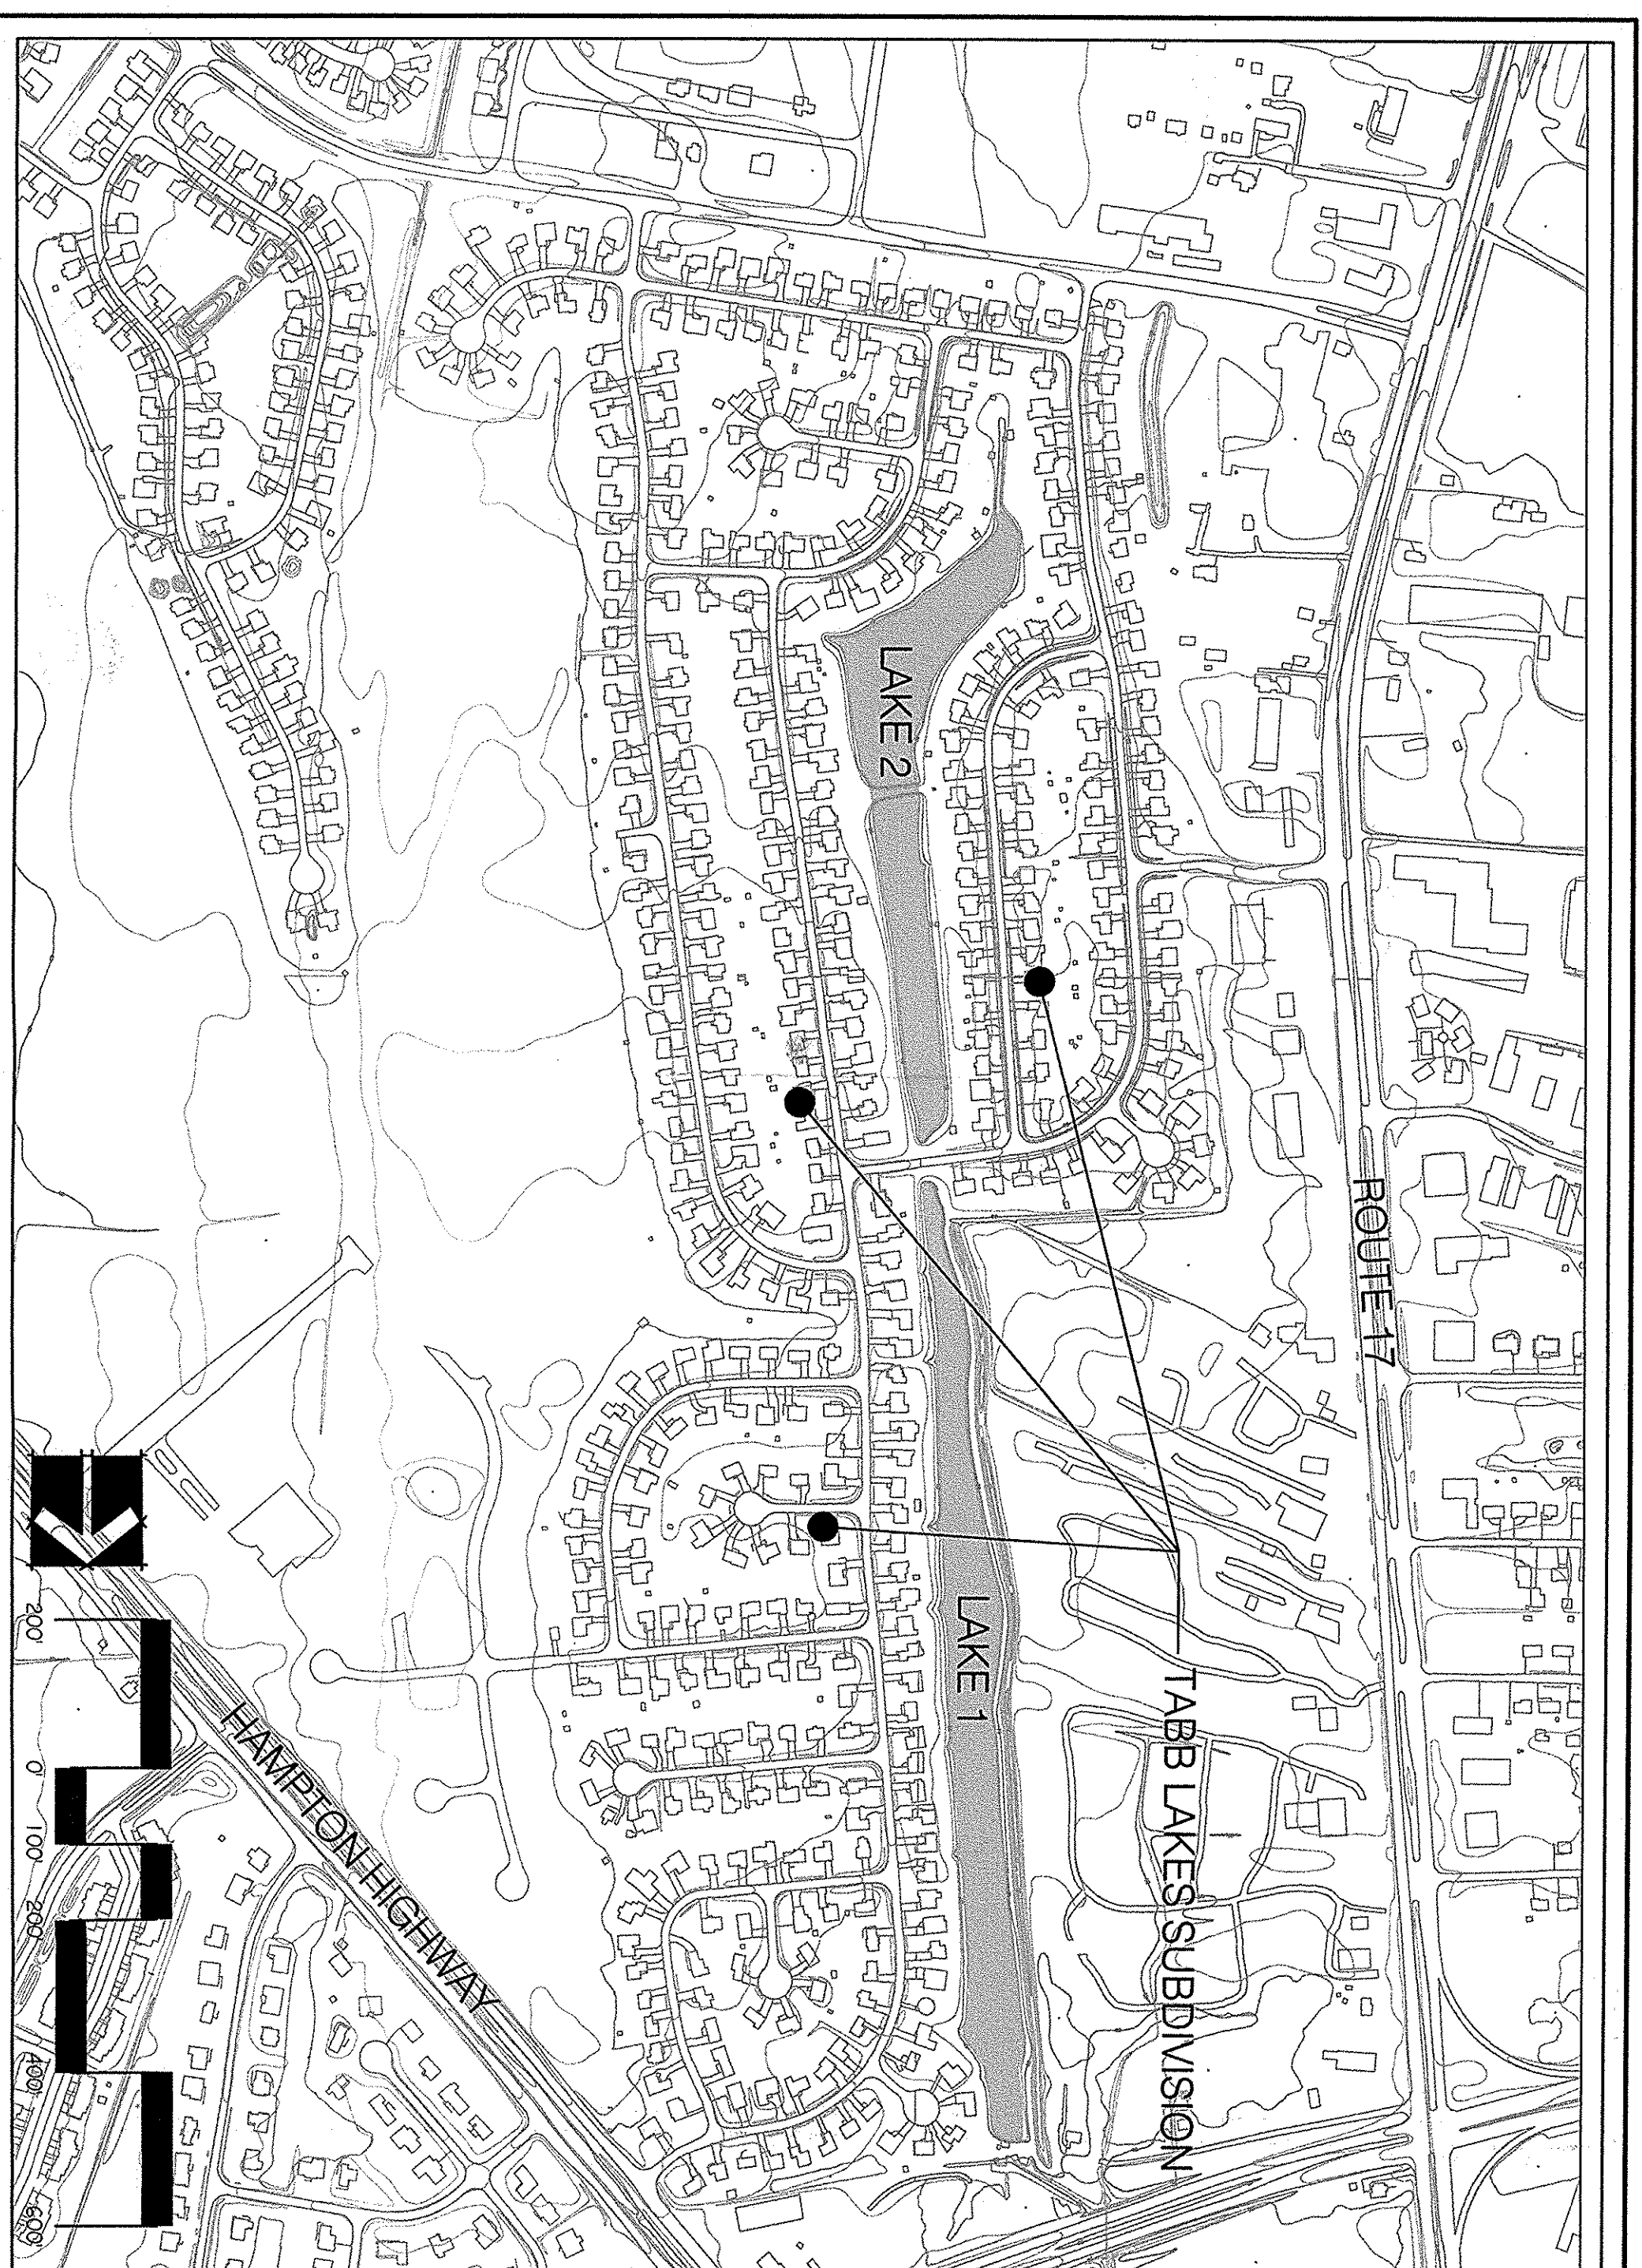 ROUTE 17
LAKE 2
LAKE 1
TABB LAKES SUBDIVISION
HAMPTON HIGHWAY
200' 0' 100' 200' 400' 600'